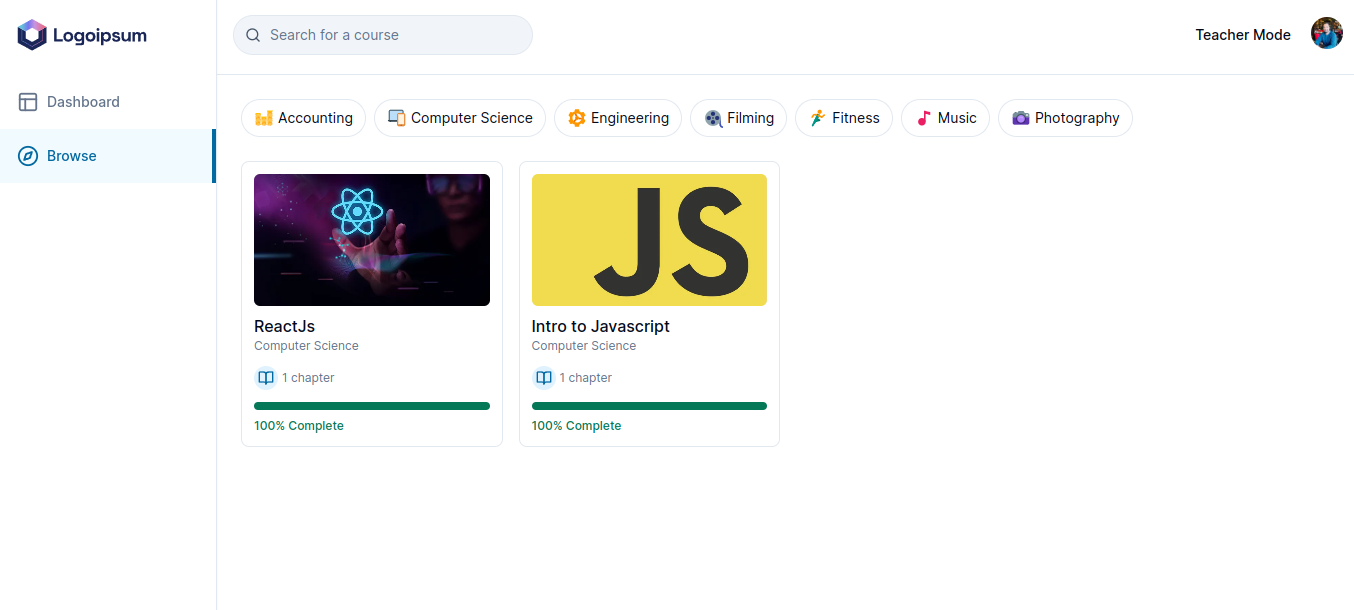 Logoipsum
Search for a course
Teacher Mode
Dashboard
Browse
Accounting
Computer Science
Engineering
Filming
Fitness
Music
Photography
JS
ReactJs
Computer Science
1 chapter
100% Complete
Intro to Javascript
Computer Science
1 chapter
100% Complete